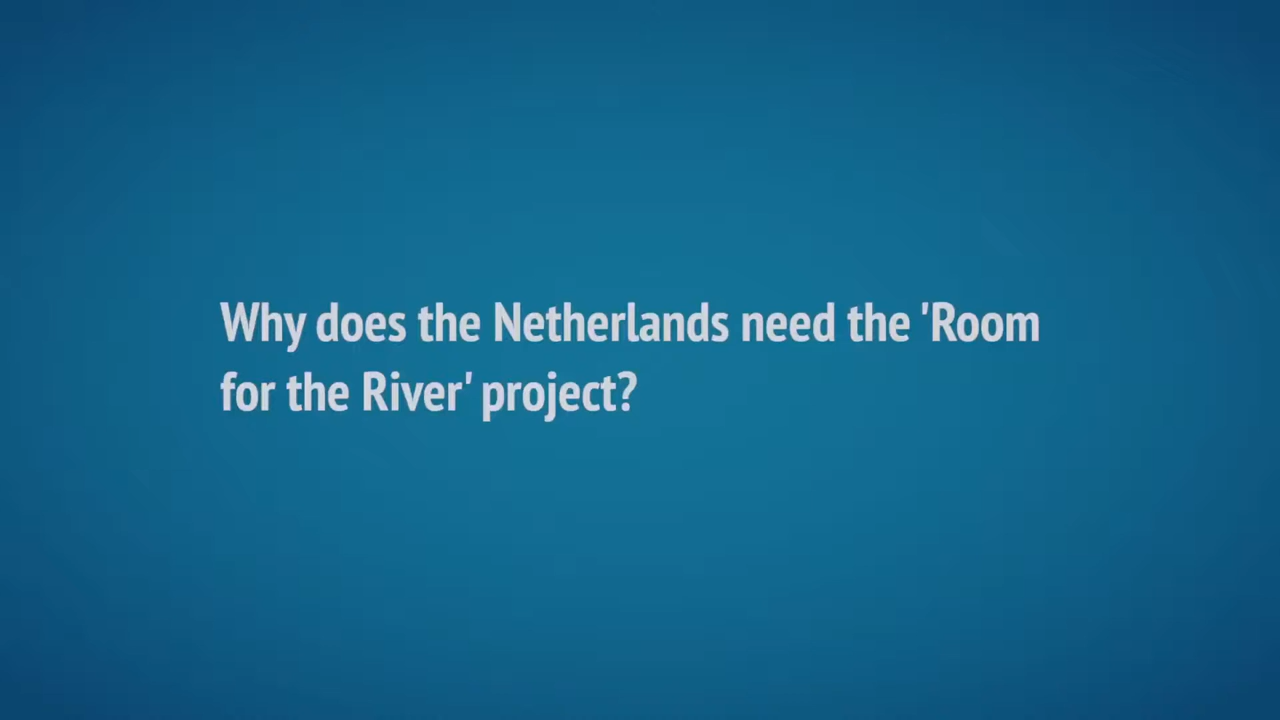 Why does the Netherlands need the 'Room
for the River' project?